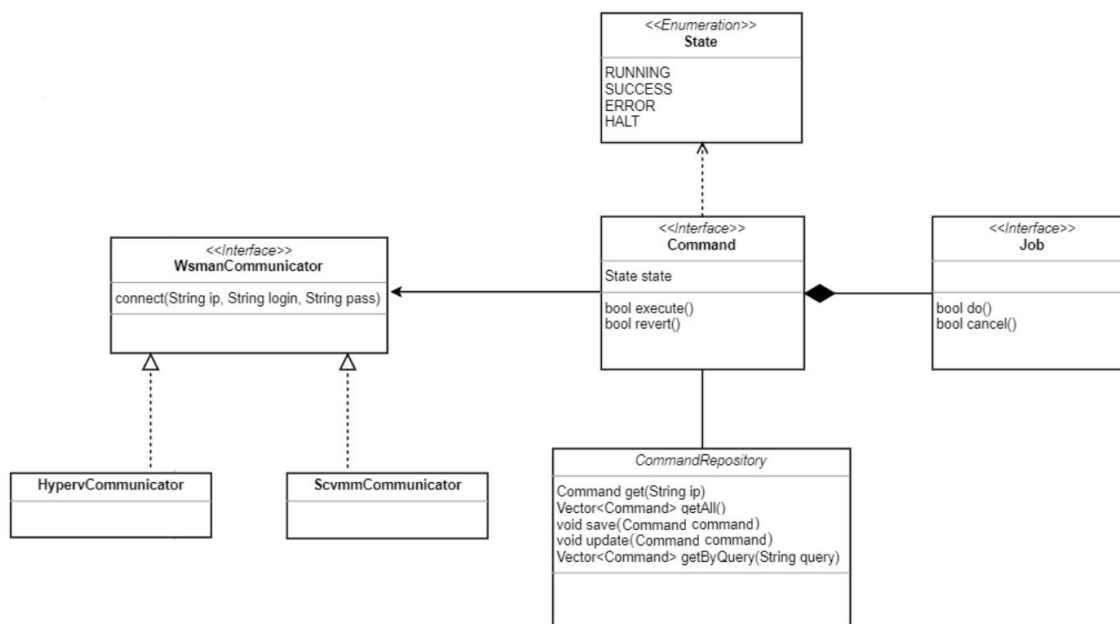 <<Enumeration>>
State
RUNNING
SUCCESS
ERROR
HALT
<<Interface>>
WsmanCommunicator
connect(String ip, String login, String pass)
<<Interface>>
Command
State state
bool execute()
bool revert()
<<Interface>>
Job
bool do()
bool cancel()
HypervCommunicator
ScvmmCommunicator
CommandRepository
Command get(String ip)
Vector<Command> getAll()
void save(Command command)
void update(Command command)
Vector<Command> getByQuery(String query)